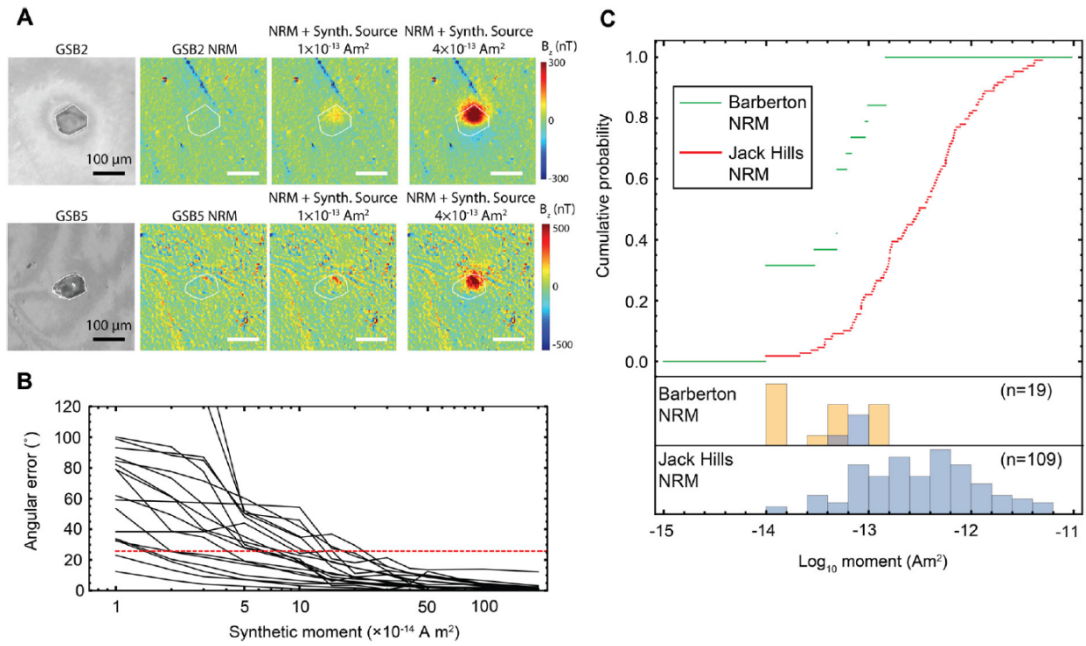 A
GSB2
GSB2 NRM
NRM + Synth. Source
1×10⁻¹³ Am²
NRM + Synth. Source
4×10⁻¹³ Am²
B_z (nT)
300
0
-300
100 μm
GSB5
GSB5 NRM
NRM + Synth. Source
1×10⁻¹³ Am²
NRM + Synth. Source
4×10⁻¹³ Am²
B_z (nT)
500
0
-500
100 μm
B
Angular error (°)
120
100
80
60
40
20
0
1
5
10
50
100
Synthetic moment (×10⁻¹⁴ A m²)
C
Cumulative probability
1.0
0.8
0.6
0.4
0.2
0.0
Barberton
NRM
Jack Hills
NRM
Barberton
NRM
(n=19)
Jack Hills
NRM
(n=109)
-15
-14
-13
-12
-11
Log₁₀ moment (Am²)